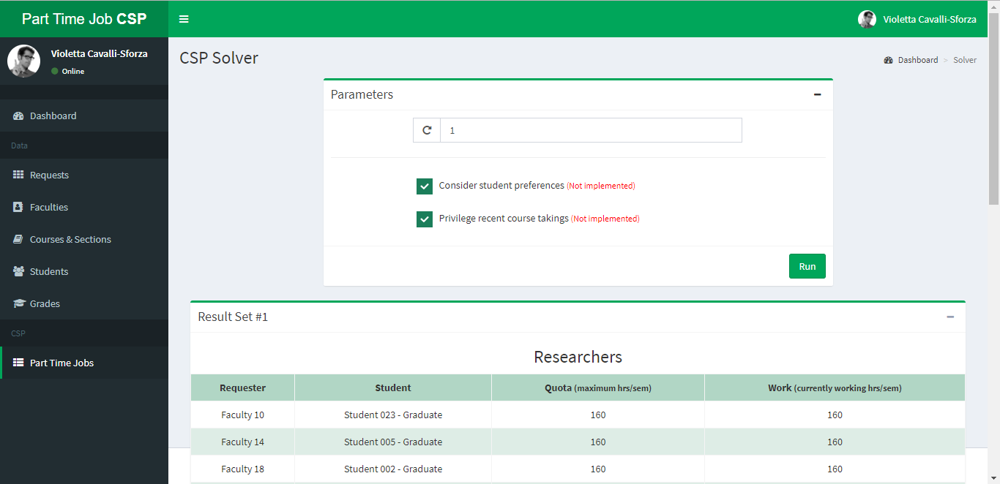 Part Time Job CSP
Violetta Cavalli-Sforza
Violetta Cavalli-Sforza
Online
Dashboard
Data
Requests
Faculties
Courses & Sections
Students
Grades
CSP
Part Time Jobs
CSP Solver
Dashboard > Solver
Parameters
1
Consider student preferences (Not implemented)
Privilege recent course takings (Not implemented)
Run
Result Set #1
Researchers
Requester Student Quota (maximum hrs/sem) Work (currently working hrs/sem)
Faculty 10 Student 023 - Graduate 160 160
Faculty 14 Student 005 - Graduate 160 160
Faculty 18 Student 002 - Graduate 160 160